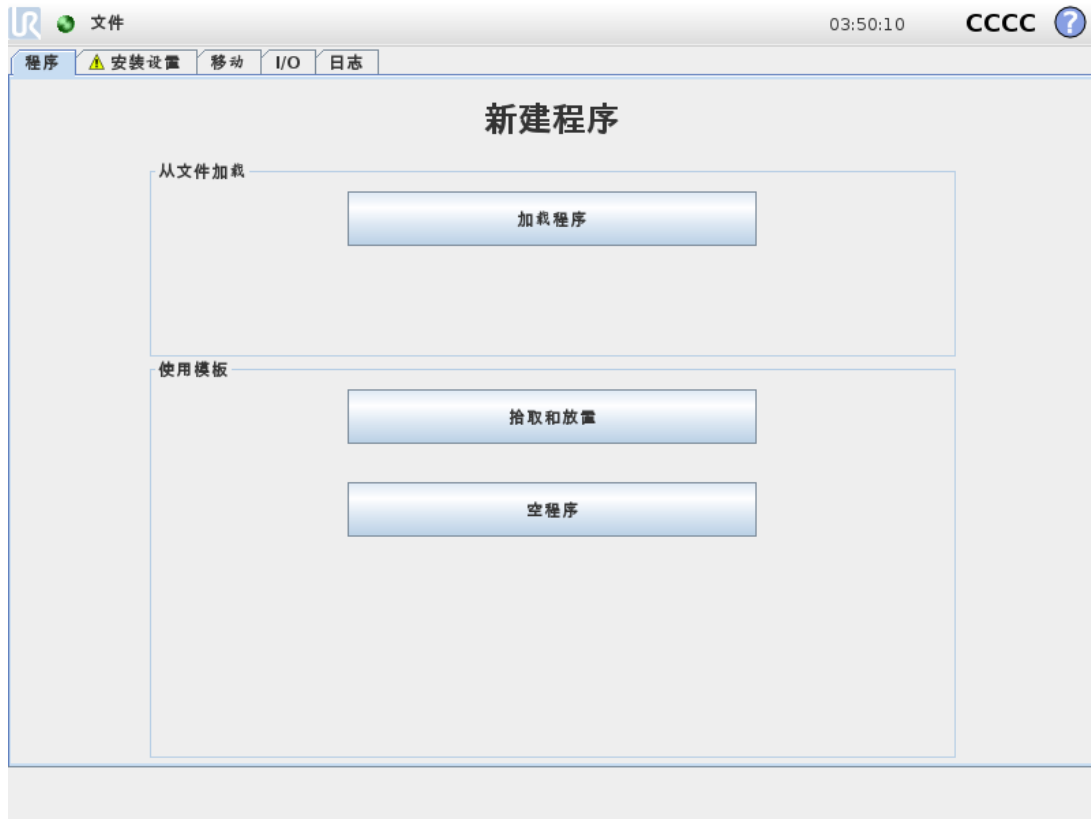 UR 文件 03:50:10 CCCC ?
程序 安装设置 移动 I/O 日志
新建程序
从文件加载
加载程序
使用模板
拾取和放置
空程序